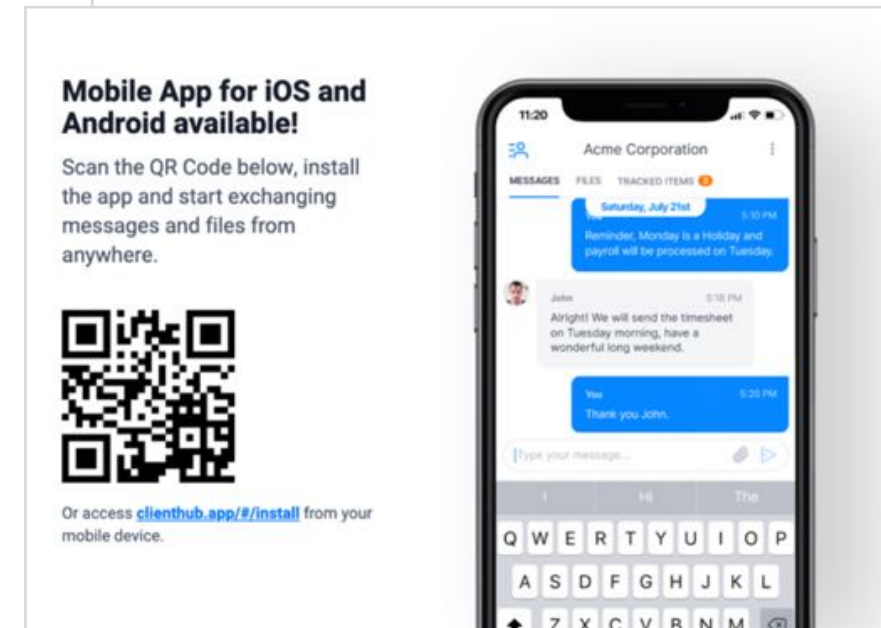 Mobile App for iOS and
Android available!
Scan the QR Code below, install
the app and start exchanging
messages and files from
anywhere.
Or access clienthub.app/#/install from your
mobile device.
11:20
Acme Corporation
MESSAGES FILES TRACKED ITEMS
Saturday, July 21st
5:10 PM
Reminder, Monday is a Holiday and
payroll will be processed on Tuesday.
John 5:18 PM
Alright! We will send the timesheet
on Tuesday morning, have a
wonderful long weekend.
You 5:20 PM
Thank you John.
Type your message...
I Hi The
Q W E R T Y U I O P
A S D F G H J K L
Z X C V B N M